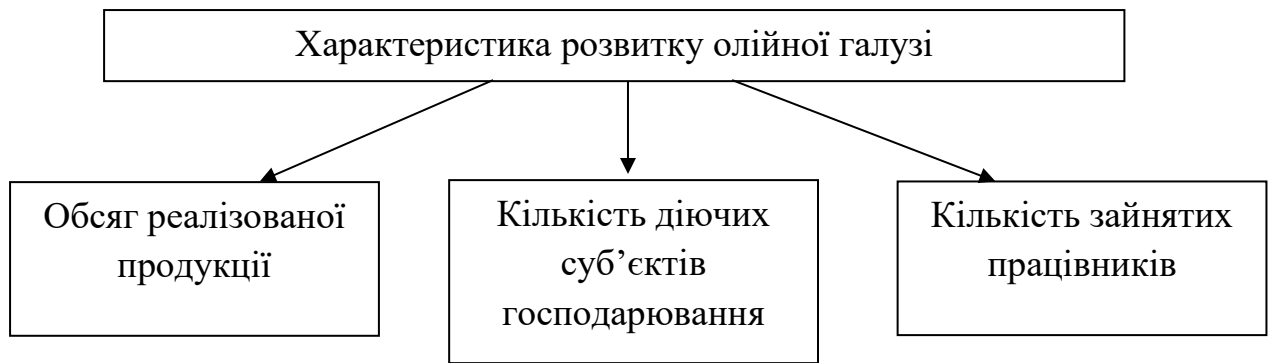 Характеристика розвитку олійної галузі
Обсяг реалізованої
продукції
Кількість діючих
суб’єктів
господарювання
Кількість зайнятих
працівників